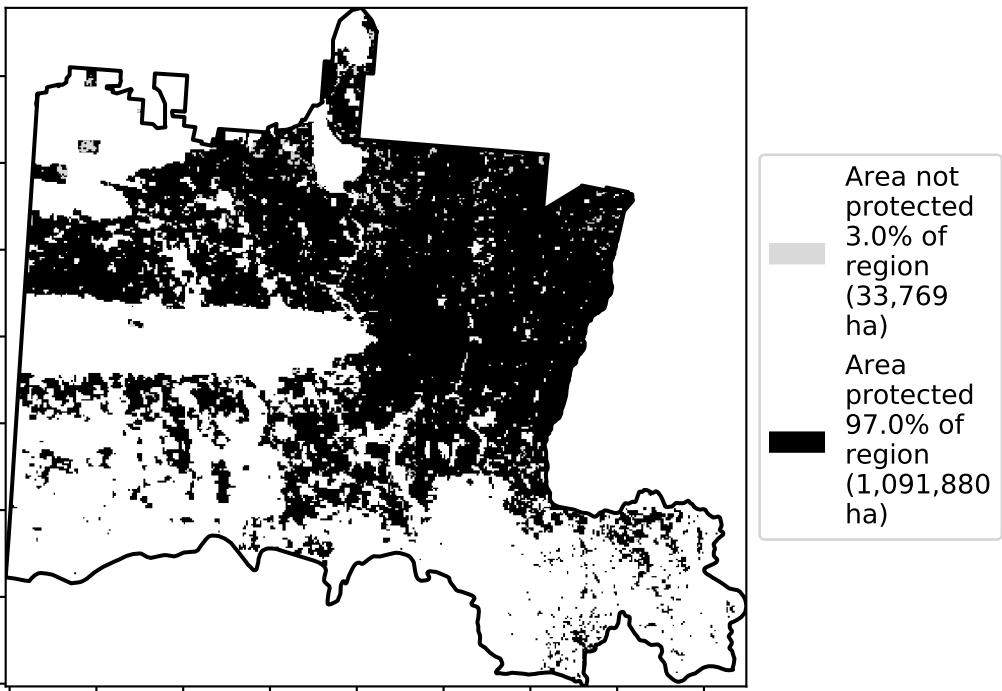 Area not
protected
3.0% of
region
(33,769
ha)
Area
protected
97.0% of
region
(1,091,880
ha)